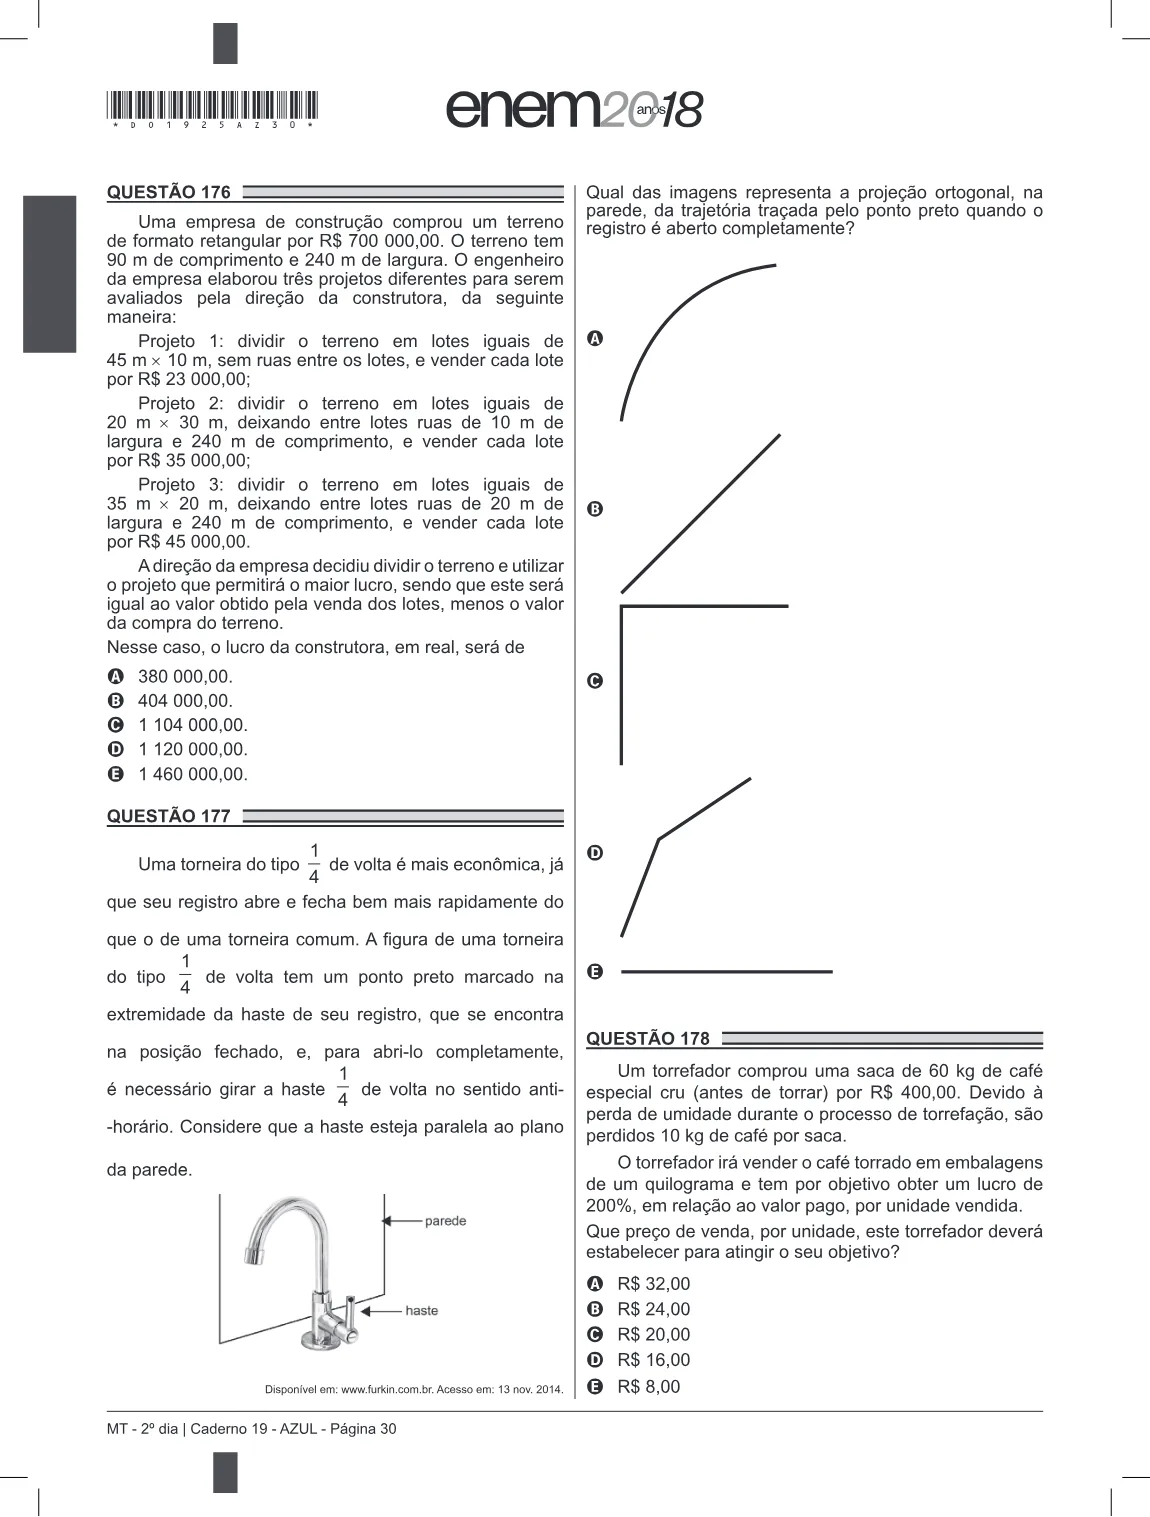 *DO1925AZ30*
enem2018
anos
QUESTÃO 176
Uma empresa de construção comprou um terreno
de formato retangular por R$ 700 000,00. O terreno tem
90 m de comprimento e 240 m de largura. O engenheiro
da empresa elaborou três projetos diferentes para serem
avaliados pela direção da construtora, da seguinte
maneira:
Projeto 1: dividir o terreno em lotes iguais de
45 m × 10 m, sem ruas entre os lotes, e vender cada lote
por R$ 23 000,00;
Projeto 2: dividir o terreno em lotes iguais de
20 m × 30 m, deixando entre lotes ruas de 10 m de
largura e 240 m de comprimento, e vender cada lote
por R$ 35 000,00;
Projeto 3: dividir o terreno em lotes iguais de
35 m × 20 m, deixando entre lotes ruas de 20 m de
largura e 240 m de comprimento, e vender cada lote
por R$ 45 000,00.
A direção da empresa decidiu dividir o terreno e utilizar
o projeto que permitirá o maior lucro, sendo que este será
igual ao valor obtido pela venda dos lotes, menos o valor
da compra do terreno.
Nesse caso, o lucro da construtora, em real, será de
A 380 000,00.
B 404 000,00.
C 1 104 000,00.
D 1 120 000,00.
E 1 460 000,00.
QUESTÃO 177
Uma torneira do tipo 1/4 de volta é mais econômica, já
que seu registro abre e fecha bem mais rapidamente do
que o de uma torneira comum. A figura de uma torneira
do tipo 1/4 de volta tem um ponto preto marcado na
extremidade da haste de seu registro, que se encontra
na posição fechado, e, para abri-lo completamente,
é necessário girar a haste 1/4 de volta no sentido anti-
-horário. Considere que a haste esteja paralela ao plano
da parede.
parede
haste
Disponível em: www.furkin.com.br. Acesso em: 13 nov. 2014.
Qual das imagens representa a projeção ortogonal, na
parede, da trajetória traçada pelo ponto preto quando o
registro é aberto completamente?
A
B
C
D
E
QUESTÃO 178
Um torrefador comprou uma saca de 60 kg de café
especial cru (antes de torrar) por R$ 400,00. Devido à
perda de umidade durante o processo de torrefação, são
perdidos 10 kg de café por saca.
O torrefador irá vender o café torrado em embalagens
de um quilograma e tem por objetivo obter um lucro de
200%, em relação ao valor pago, por unidade vendida.
Que preço de venda, por unidade, este torrefador deverá
estabelecer para atingir o seu objetivo?
A R$ 32,00
B R$ 24,00
C R$ 20,00
D R$ 16,00
E R$ 8,00
MT - 2º dia | Caderno 19 - AZUL - Página 30